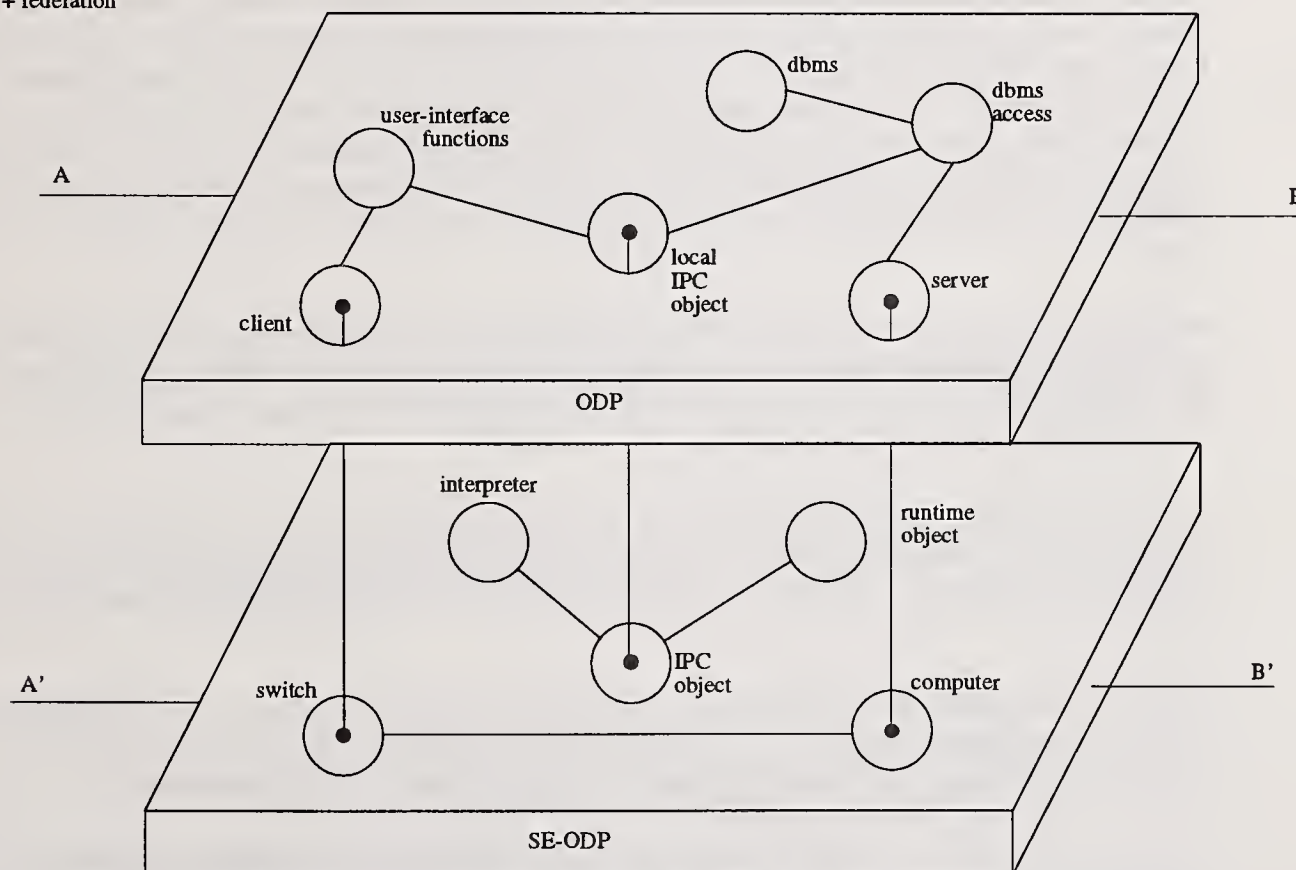 + federation
dbms
dbms
access
user-interface
functions
A
B
local
IPC
object
server
client
ODP
interpreter
runtime
object
IPC
object
A'
B'
switch
computer
SE-ODP